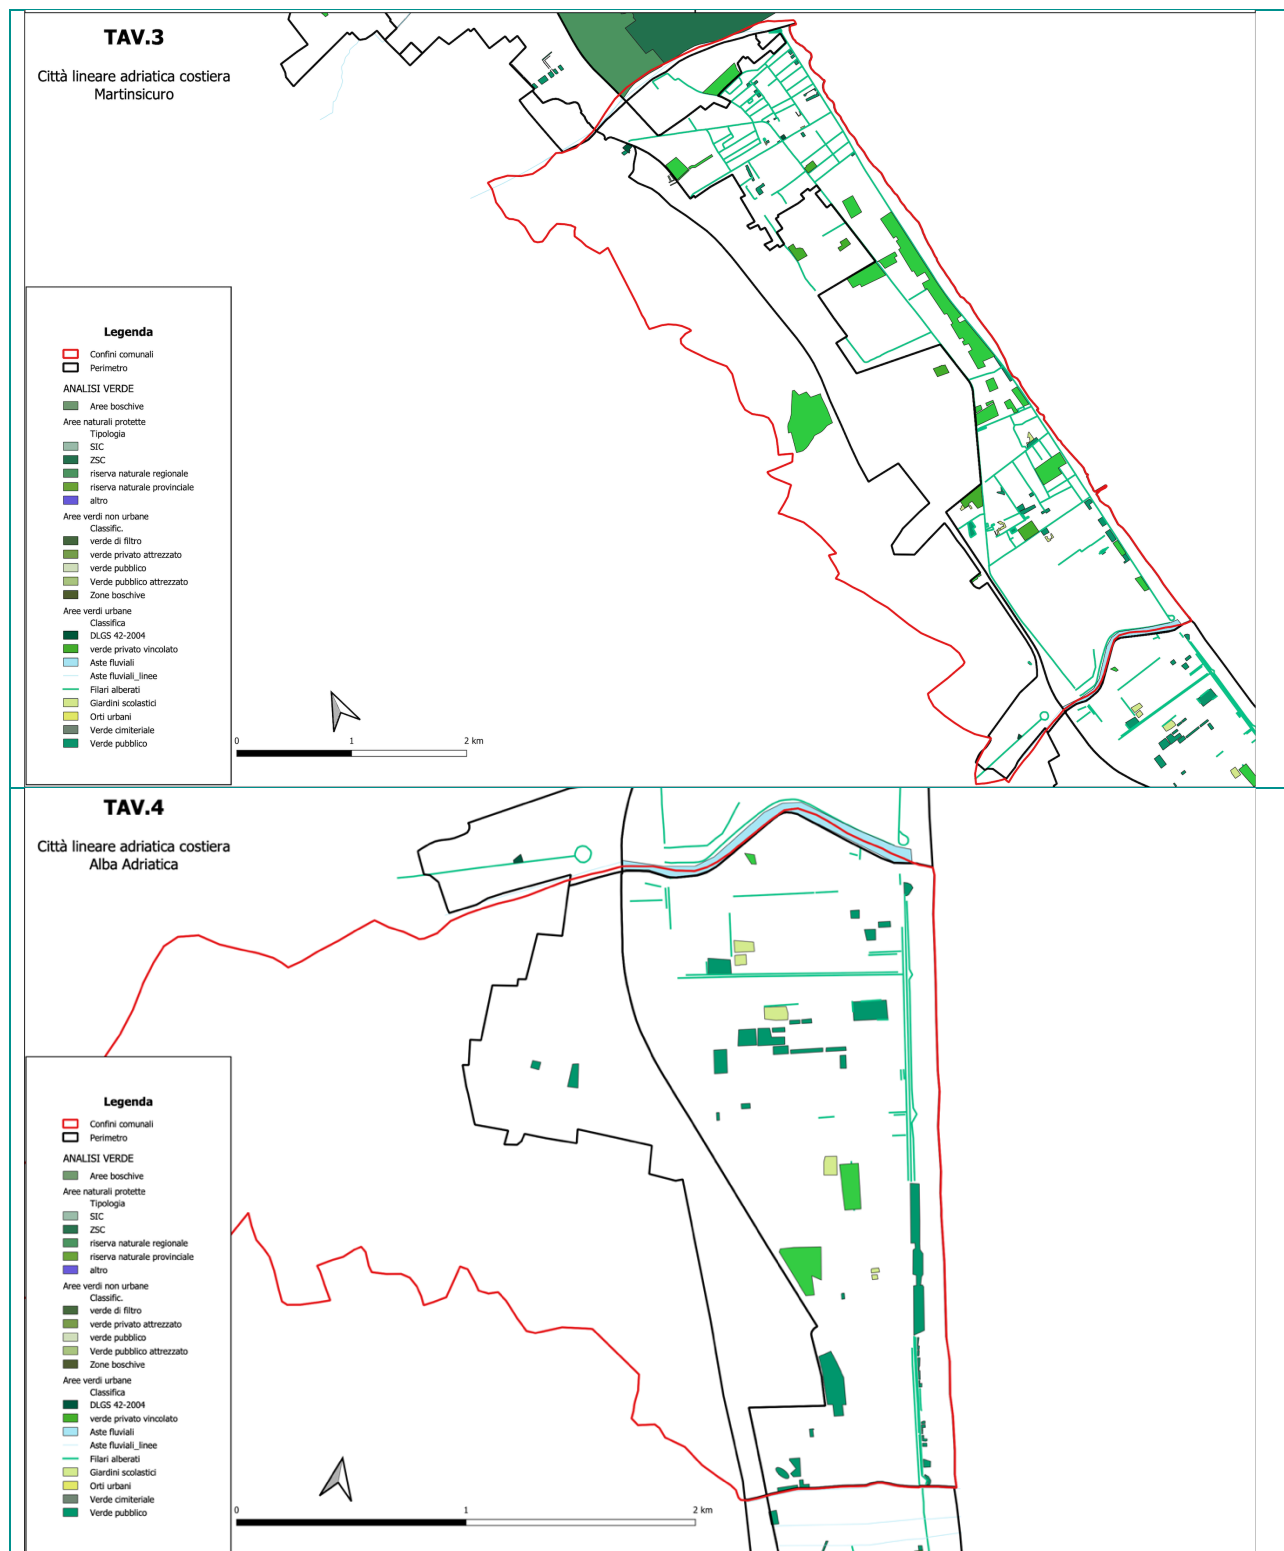 TAV.3
Città lineare adriatica costiera
Martinsicuro
Legenda
Confini comunali
Perimetro
ANALISI VERDE
Aree boschive
Aree naturali protette
Tipologia
SIC
ZSC
riserva naturale regionale
riserva naturale provinciale
altro
Aree verdi non urbane
Classific.
verde di filtro
verde privato attrezzato
verde pubblico
Verde pubblico attrezzato
Zone boschive
Aree verdi urbane
Classifica
DLGS 42-2004
verde privato vincolato
Aste fluviali
Aste fluviali_linee
Filari alberati
Giardini scolastici
Orti urbani
Verde cimiteriale
Verde pubblico
0 1 2 km
TAV.4
Città lineare adriatica costiera
Alba Adriatica
Legenda
Confini comunali
Perimetro
ANALISI VERDE
Aree boschive
Aree naturali protette
Tipologia
SIC
ZSC
riserva naturale regionale
riserva naturale provinciale
altro
Aree verdi non urbane
Classific.
verde di filtro
verde privato attrezzato
verde pubblico
Verde pubblico attrezzato
Zone boschive
Aree verdi urbane
Classifica
DLGS 42-2004
verde privato vincolato
Aste fluviali
Aste fluviali_linee
Filari alberati
Giardini scolastici
Orti urbani
Verde cimiteriale
Verde pubblico
0 1 2 km